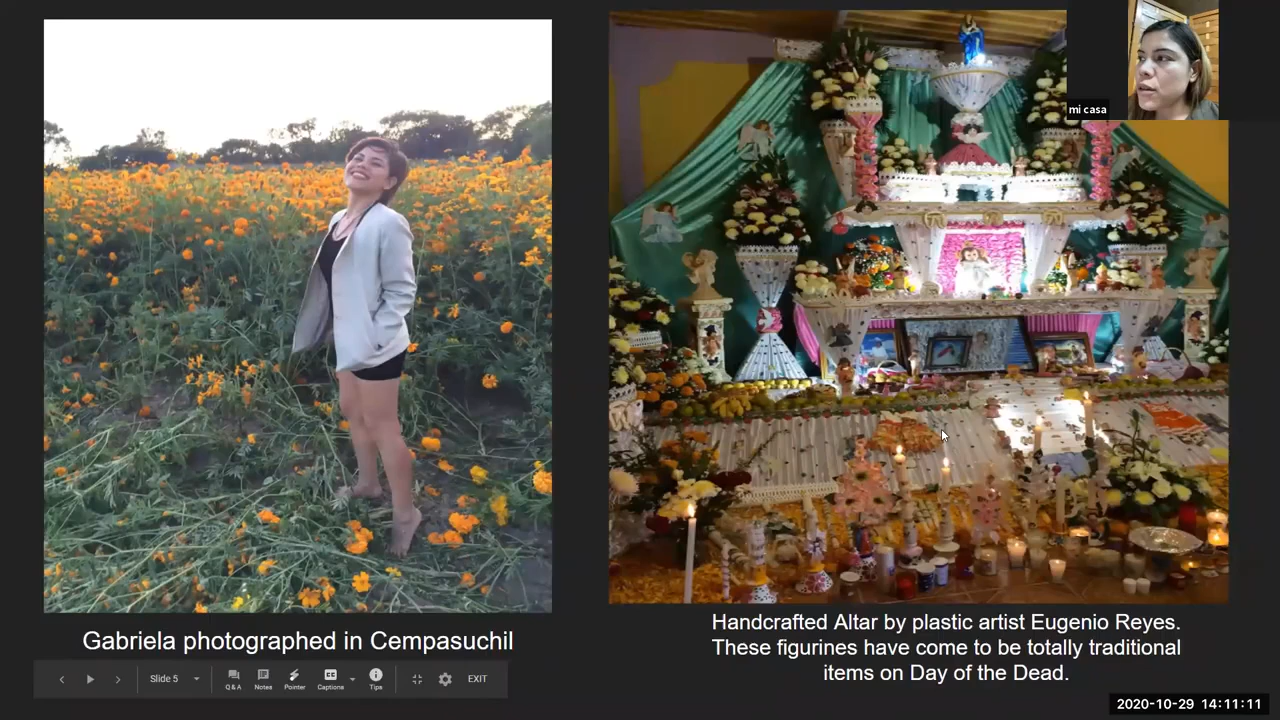 mi casa
Gabriela photographed in Cempasuchil
Handcrafted Altar by plastic artist Eugenio Reyes.
These figurines have come to be totally traditional
items on Day of the Dead.
Slide 5
Q & A
Notes
Pointer
Captions
Tips
EXIT
2020-10-29 14:11:11